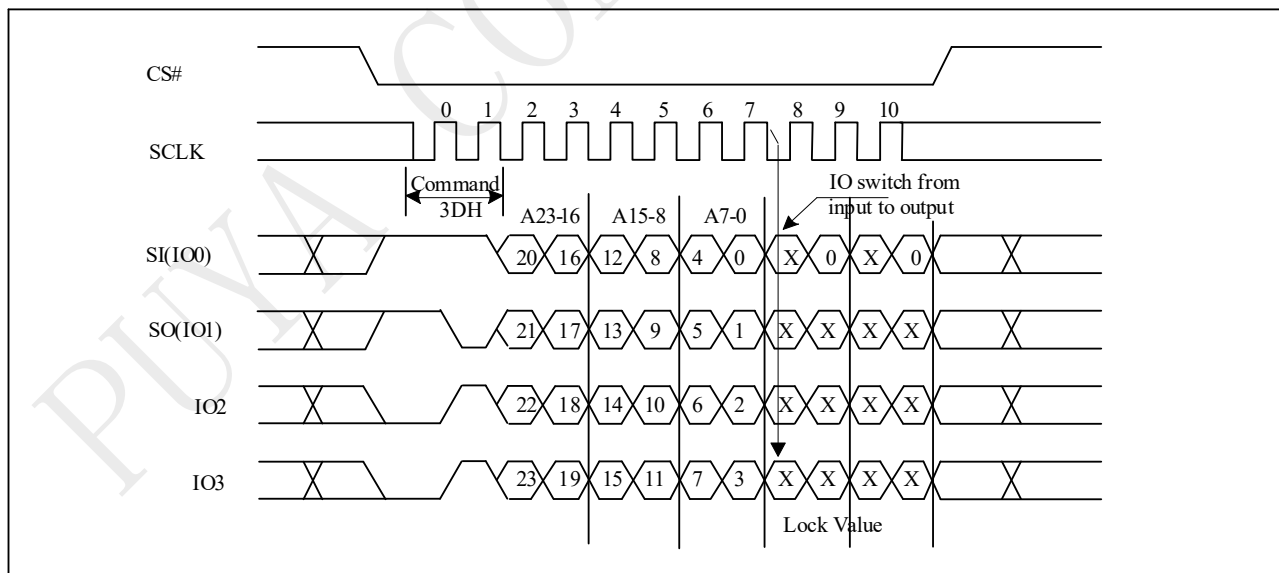 PUYA CO
CS#
0 1 2 3 4 5 6 7 8 9 10
SCLK
Command
3DH
IO switch from
input to output
A23-16 A15-8 A7-0
SI(IO0) 20 16 12 8 4 0 X 0 X 0
SO(IO1) 21 17 13 9 5 1 X X X X
IO2 22 18 14 10 6 2 X X X X
IO3 23 19 15 11 7 3 X X X X
Lock Value